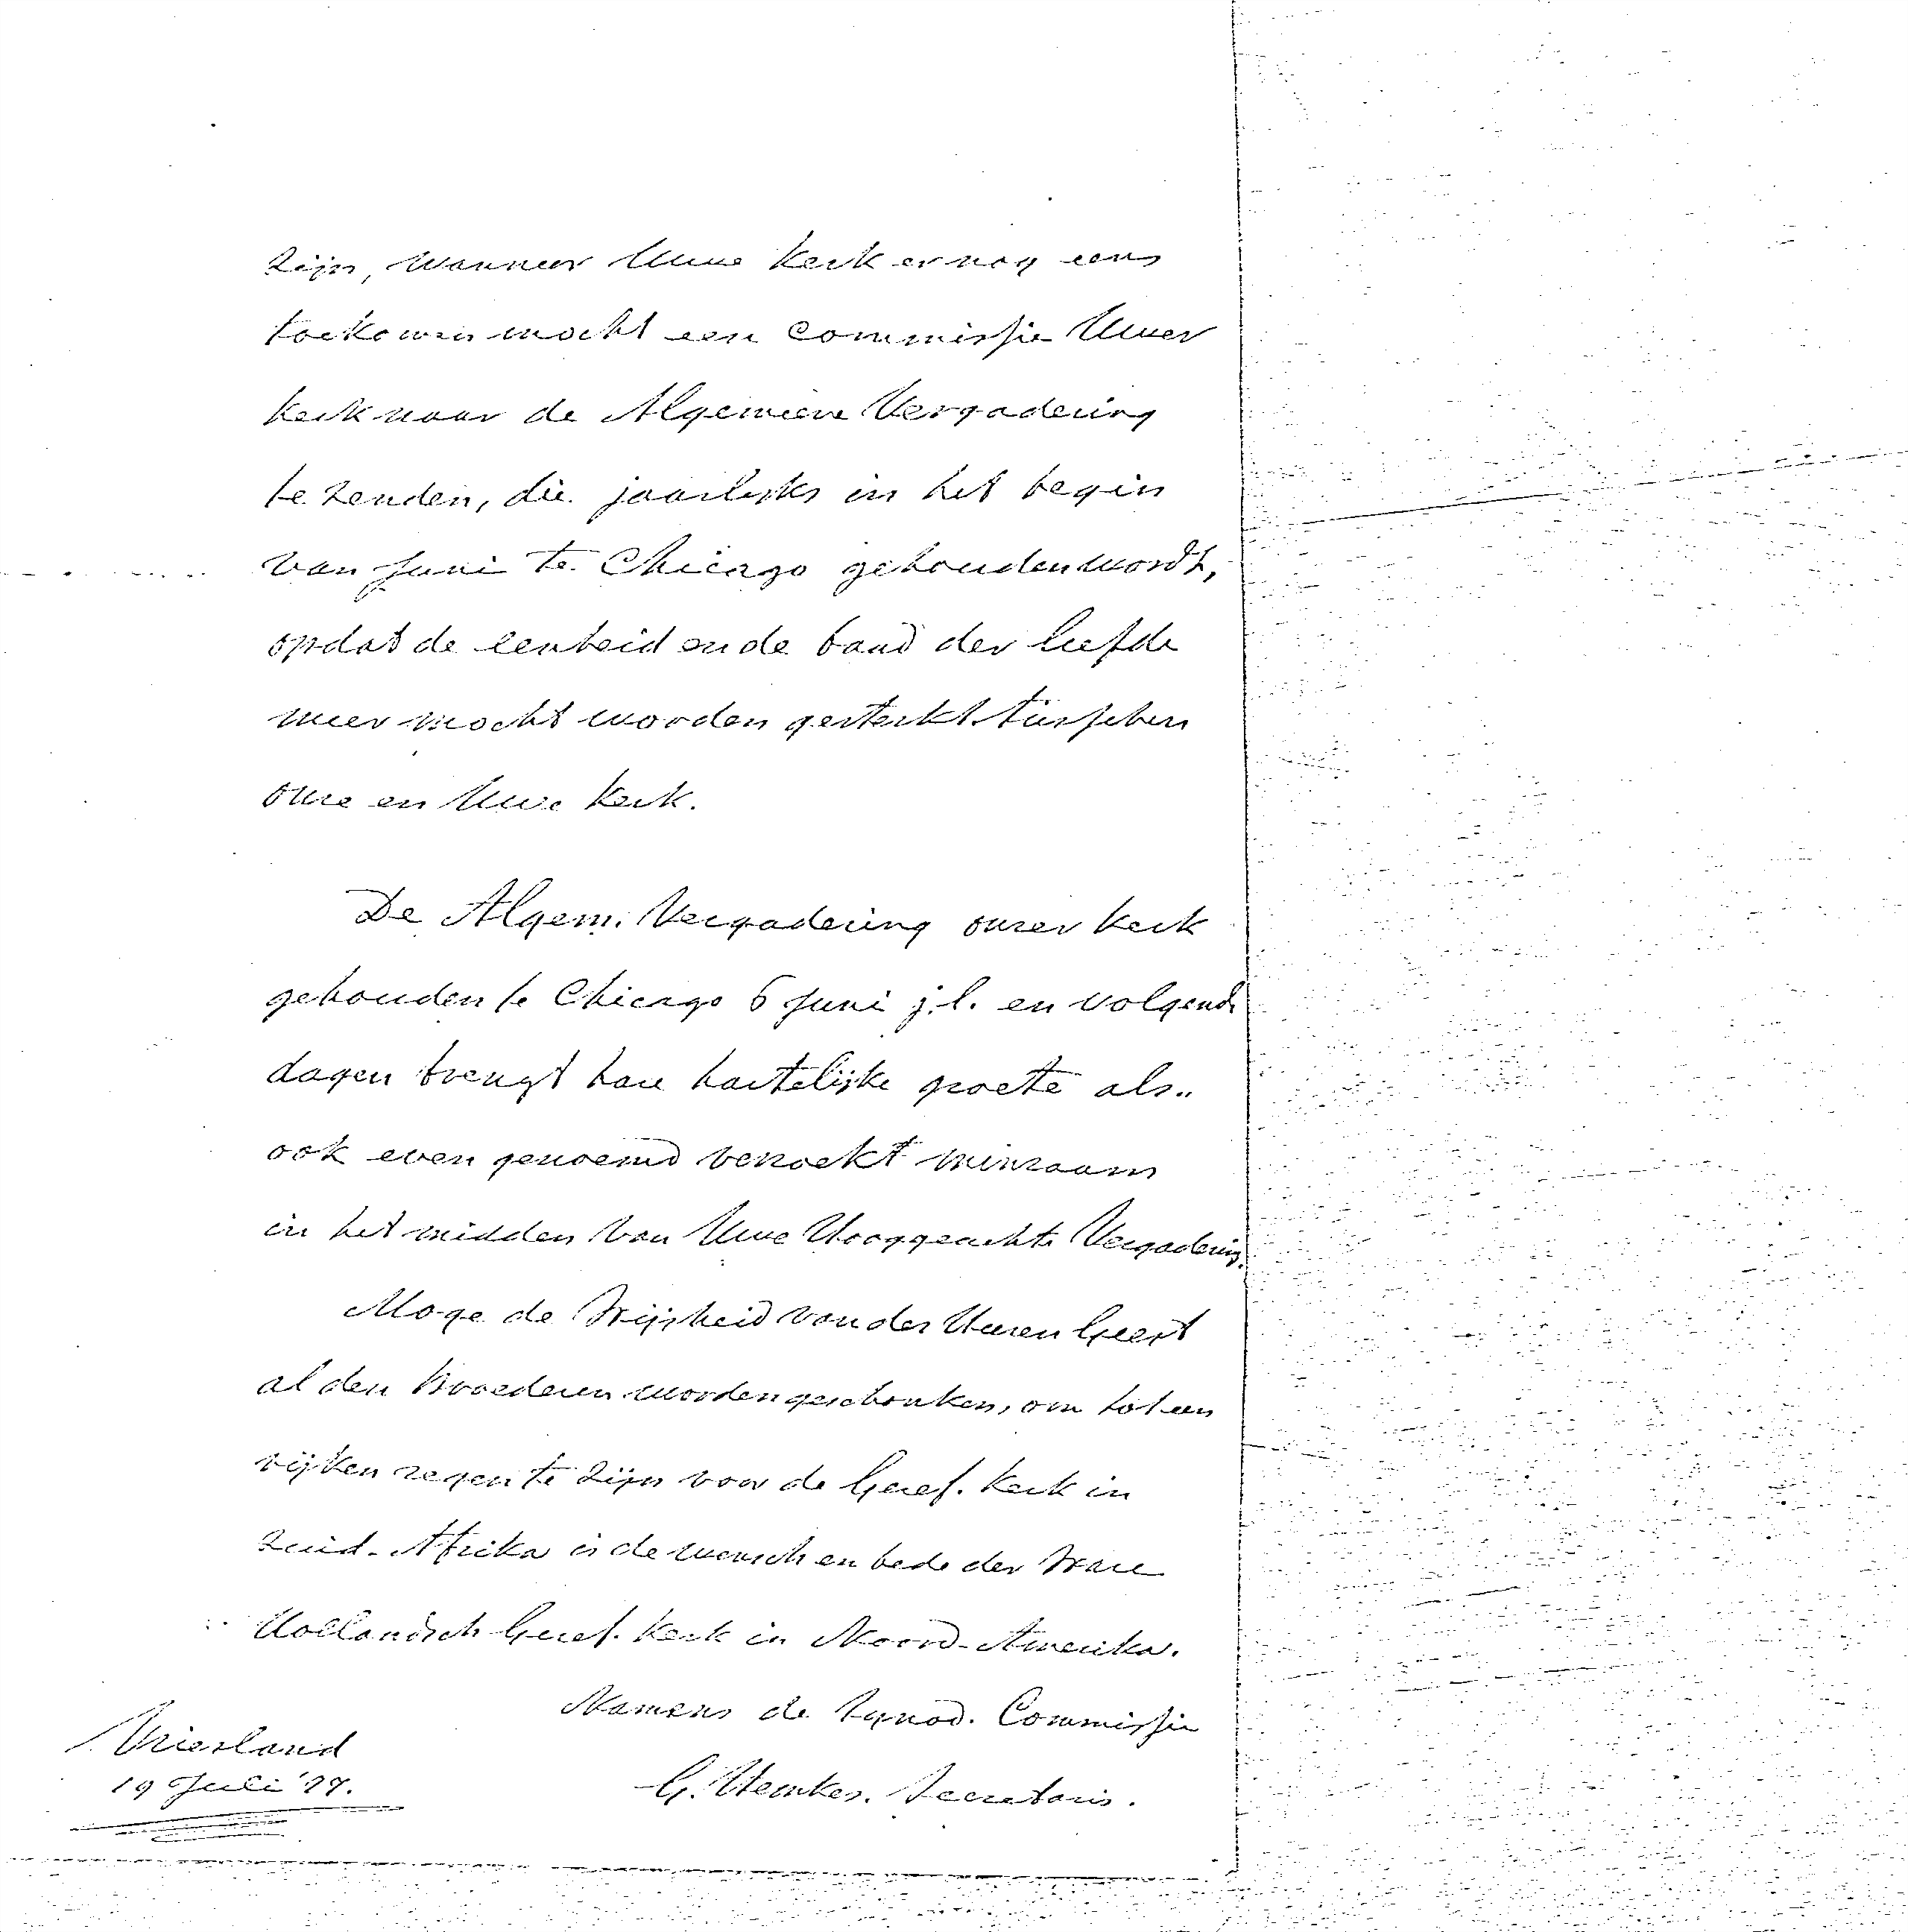 zijn, wanneer Uwe Kerk er nog eens
toe komen mocht een Commissie Uwer
Kerk naar de Algemeene Vergadering
te zenden, die jaarlijks in het begin
van Juni te Chicago gehouden wordt,
opdat de eenheid en de band der liefde
meer mocht worden gesterkt tusschen
onze en Uwe Kerk.
De Algem. Vergadering onzer Kerk
gehouden te Chicago 6 Juni j.l. en volgende
dagen brengt hare hartelijke groete als..
ook even genoemd verzoekt minzaam
in het midden van Uwe Hooggeachte Vergadering.
Moge de Wijsheid van der Heeren Geest
al den Broederen worden geschonken, om tot een
rijken zegen te zijn voor de Geref. Kerk in
Zuid-Afrika is de wensch en bede der Ware
Hollandsch Geref. Kerk in Noord-Amerika.
Namens de Synod. Commissie
Vriesland
19 Juli '77.
G. Hemkes. Secretaris.